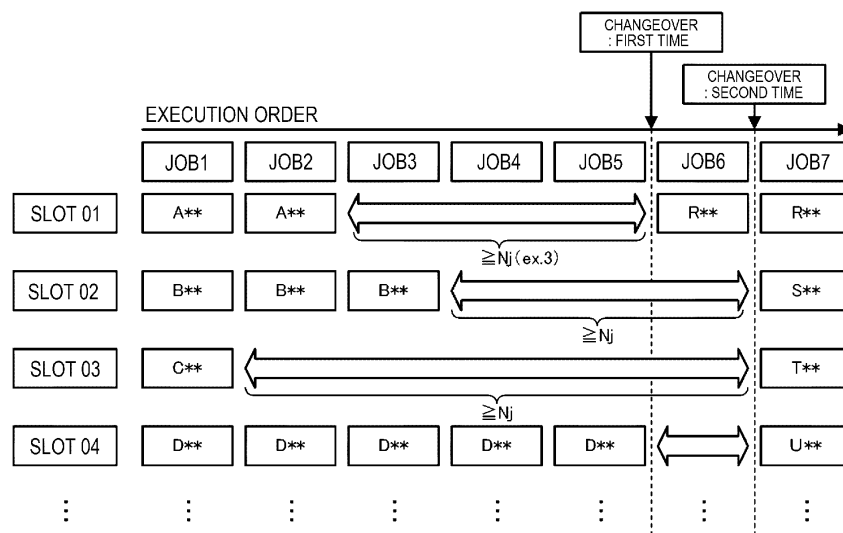 CHANGEOVER
: FIRST TIME
CHANGEOVER
: SECOND TIME
EXECUTION ORDER
JOB1 JOB2 JOB3 JOB4 JOB5 JOB6 JOB7
SLOT 01 A** A** R** R**
≧Nj(ex.3)
SLOT 02 B** B** B** S**
≧Nj
SLOT 03 C** T**
≧Nj
SLOT 04 D** D** D** D** D** U**